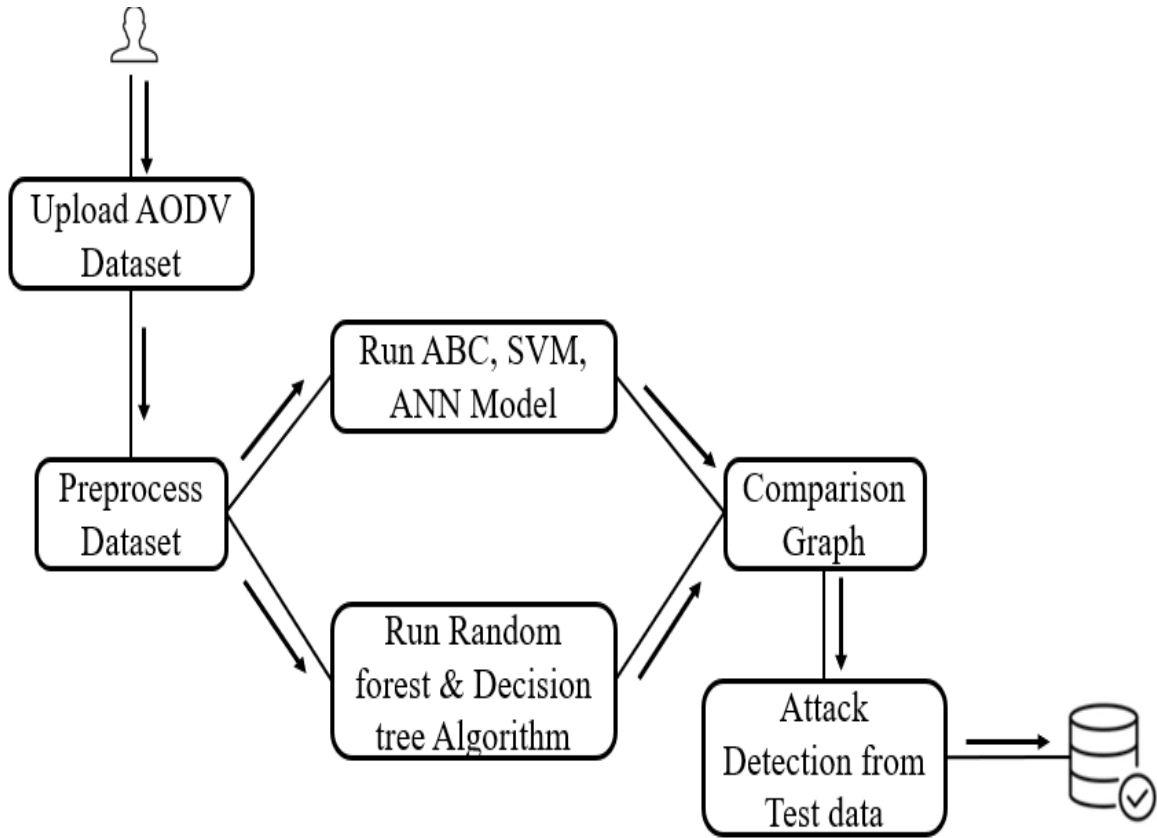 Upload AODV
Dataset
Preprocess
Dataset
Run ABC, SVM,
ANN Model
Run Random
forest & Decision
tree Algorithm
Comparison
Graph
Attack
Detection from
Test data